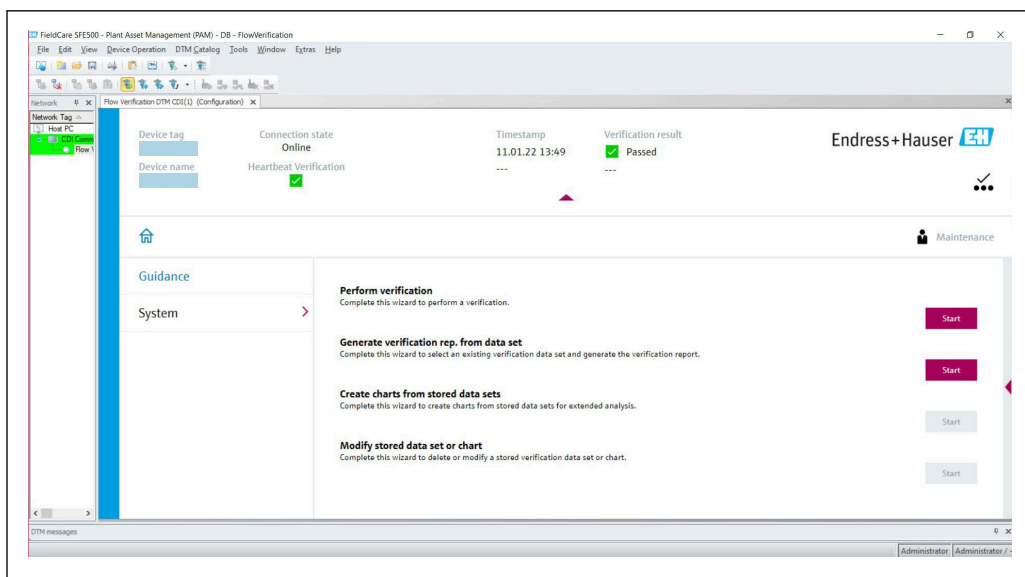 FieldCare SFE500 - Plant Asset Management (PAM) - DB - FlowVerification
File Edit View Device Operation DTM Catalog Tools Window Extras Help
Network
Flow Verification DTM CDI(1) (Configuration)
Network Tag
Host PC
CDI Comm
Flow V
Device tag
Connection state
Online
Timestamp
11.01.22 13:49
Verification result
Passed
Endress+Hauser
EH
Device name
Heartbeat Verification
---
---
Maintenance
Guidance
System
Perform verification
Complete this wizard to perform a verification.
Start
Generate verification rep. from data set
Complete this wizard to select an existing verification data set and generate the verification report.
Start
Create charts from stored data sets
Complete this wizard to create charts from stored data sets for extended analysis.
Start
Modify stored data set or chart
Complete this wizard to delete or modify a stored verification data set or chart.
Start
DTM messages
Administrator
Administrator / -